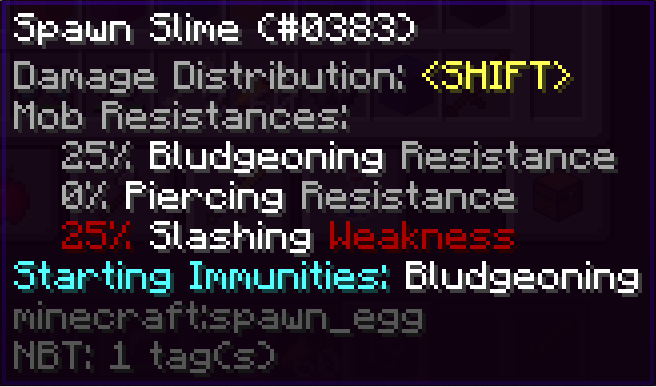 Spawn Slime (#0383)
Damage Distribution: <SHIFT>
Mob Resistances:
25% Bludgeoning Resistance
0% Piercing Resistance
25% Slashing Weakness
Starting Immunities: Bludgeoning
minecraft:spawn_egg
NBT: 1 tag(s)